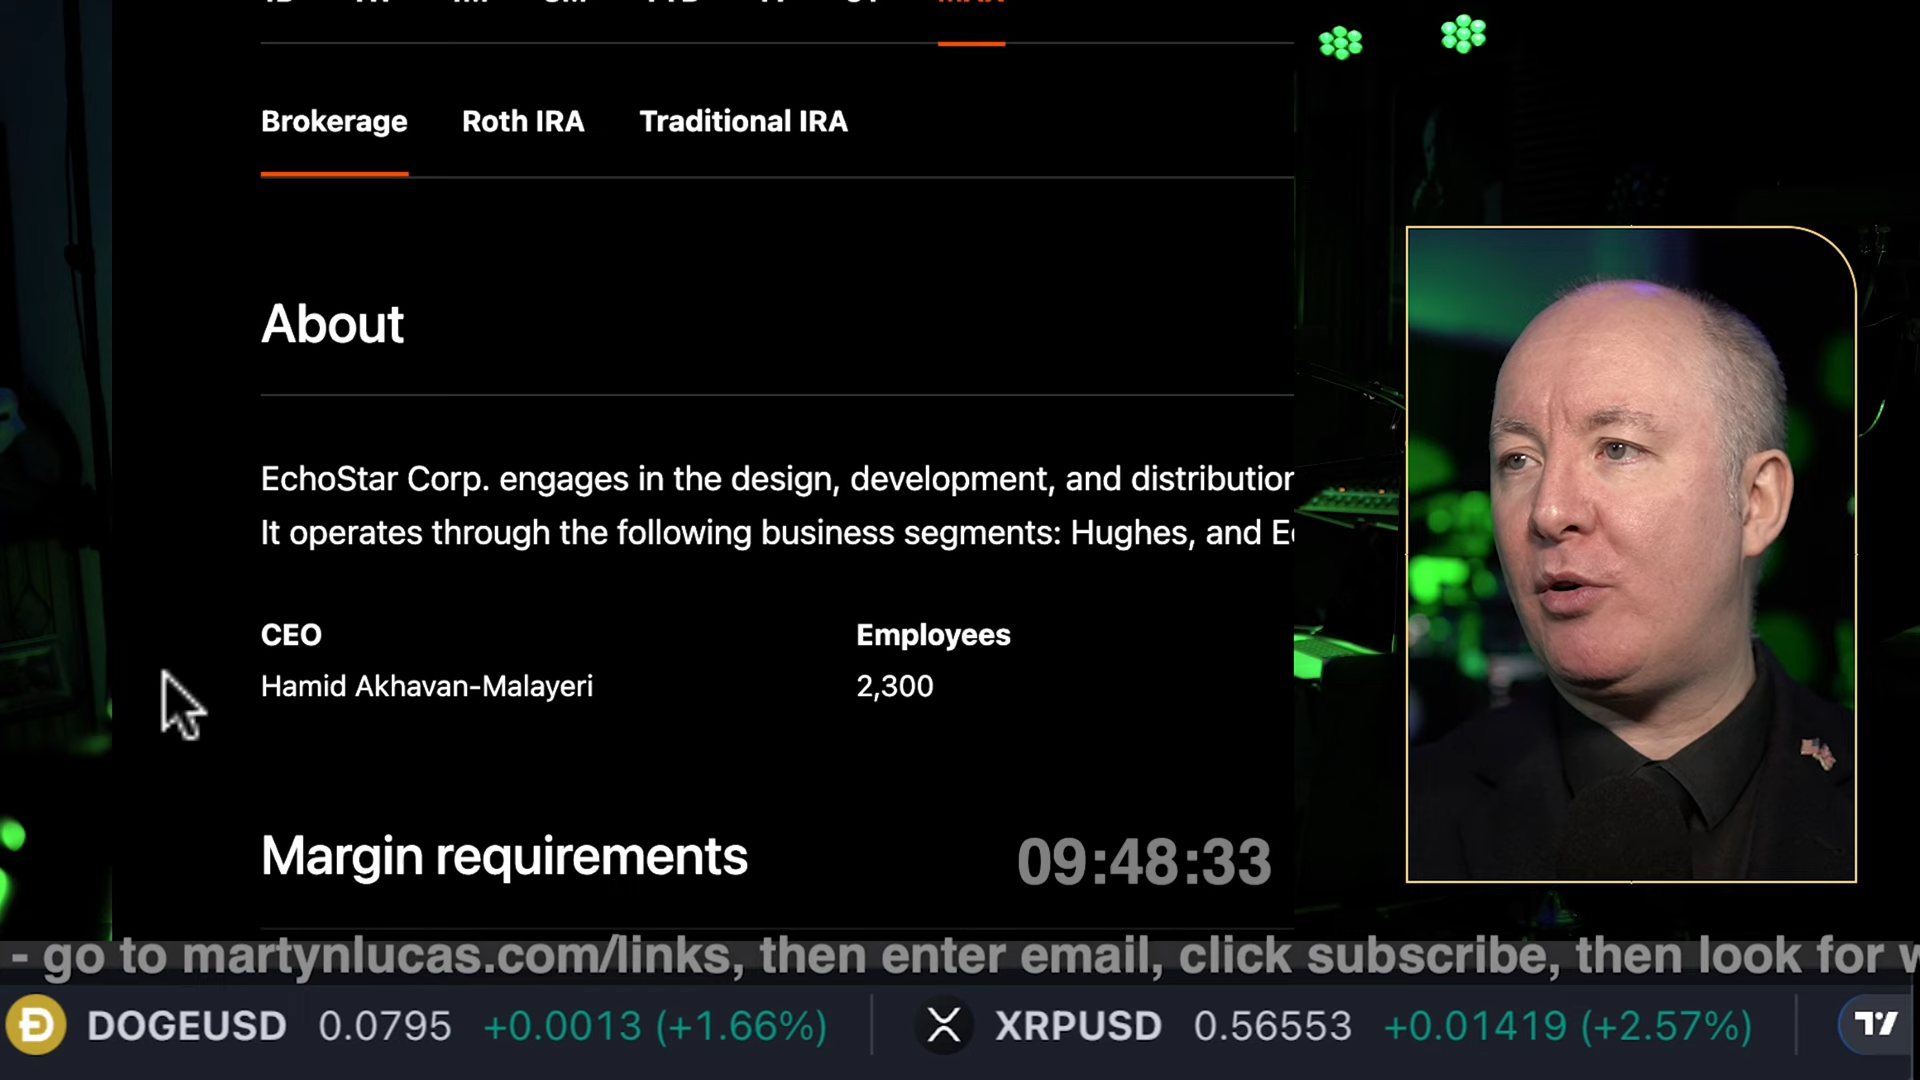 MAX
Brokerage Roth IRA Traditional IRA
About
EchoStar Corp. engages in the design, development, and distribution
It operates through the following business segments: Hughes, and
CEO Employees
Hamid Akhavan-Malayeri 2,300
Margin requirements 09:48:33
- go to martynlucas.com/links, then enter email, click subscribe, then look for
DOGEUSD 0.0795 +0.0013 (+1.66%) XRPUSD 0.56553 +0.01419 (+2.57%)